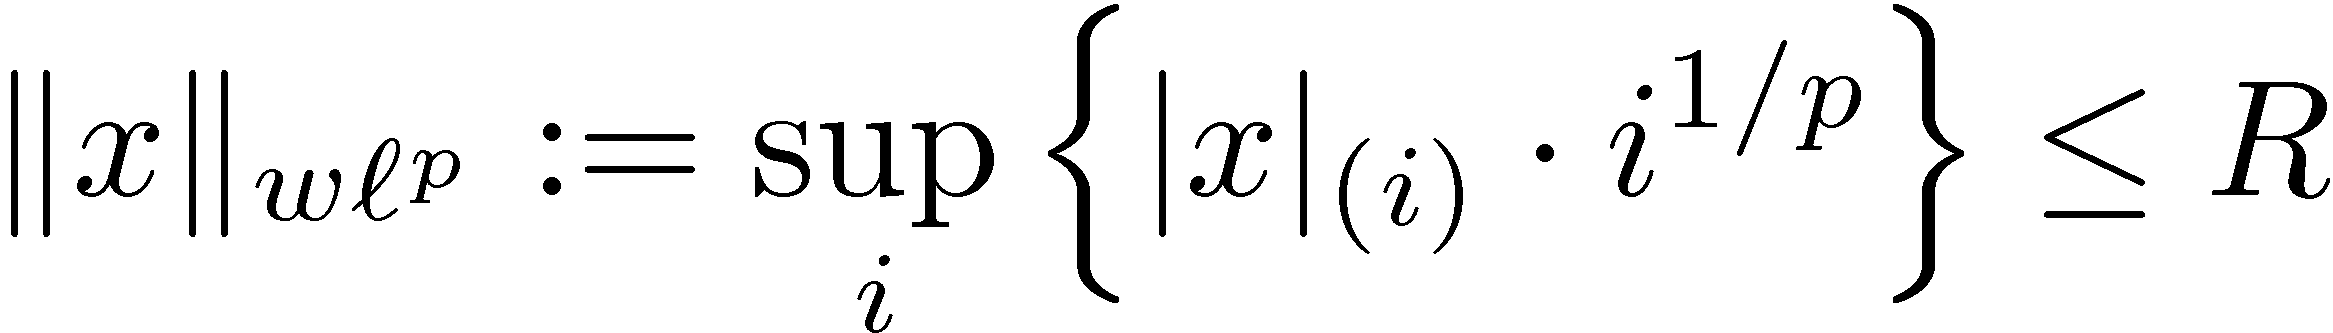 \|x\|_{w\ell^p} := \sup_i \left\{ |x|_{(i)} \cdot i^{1/p} \right\} \leq R